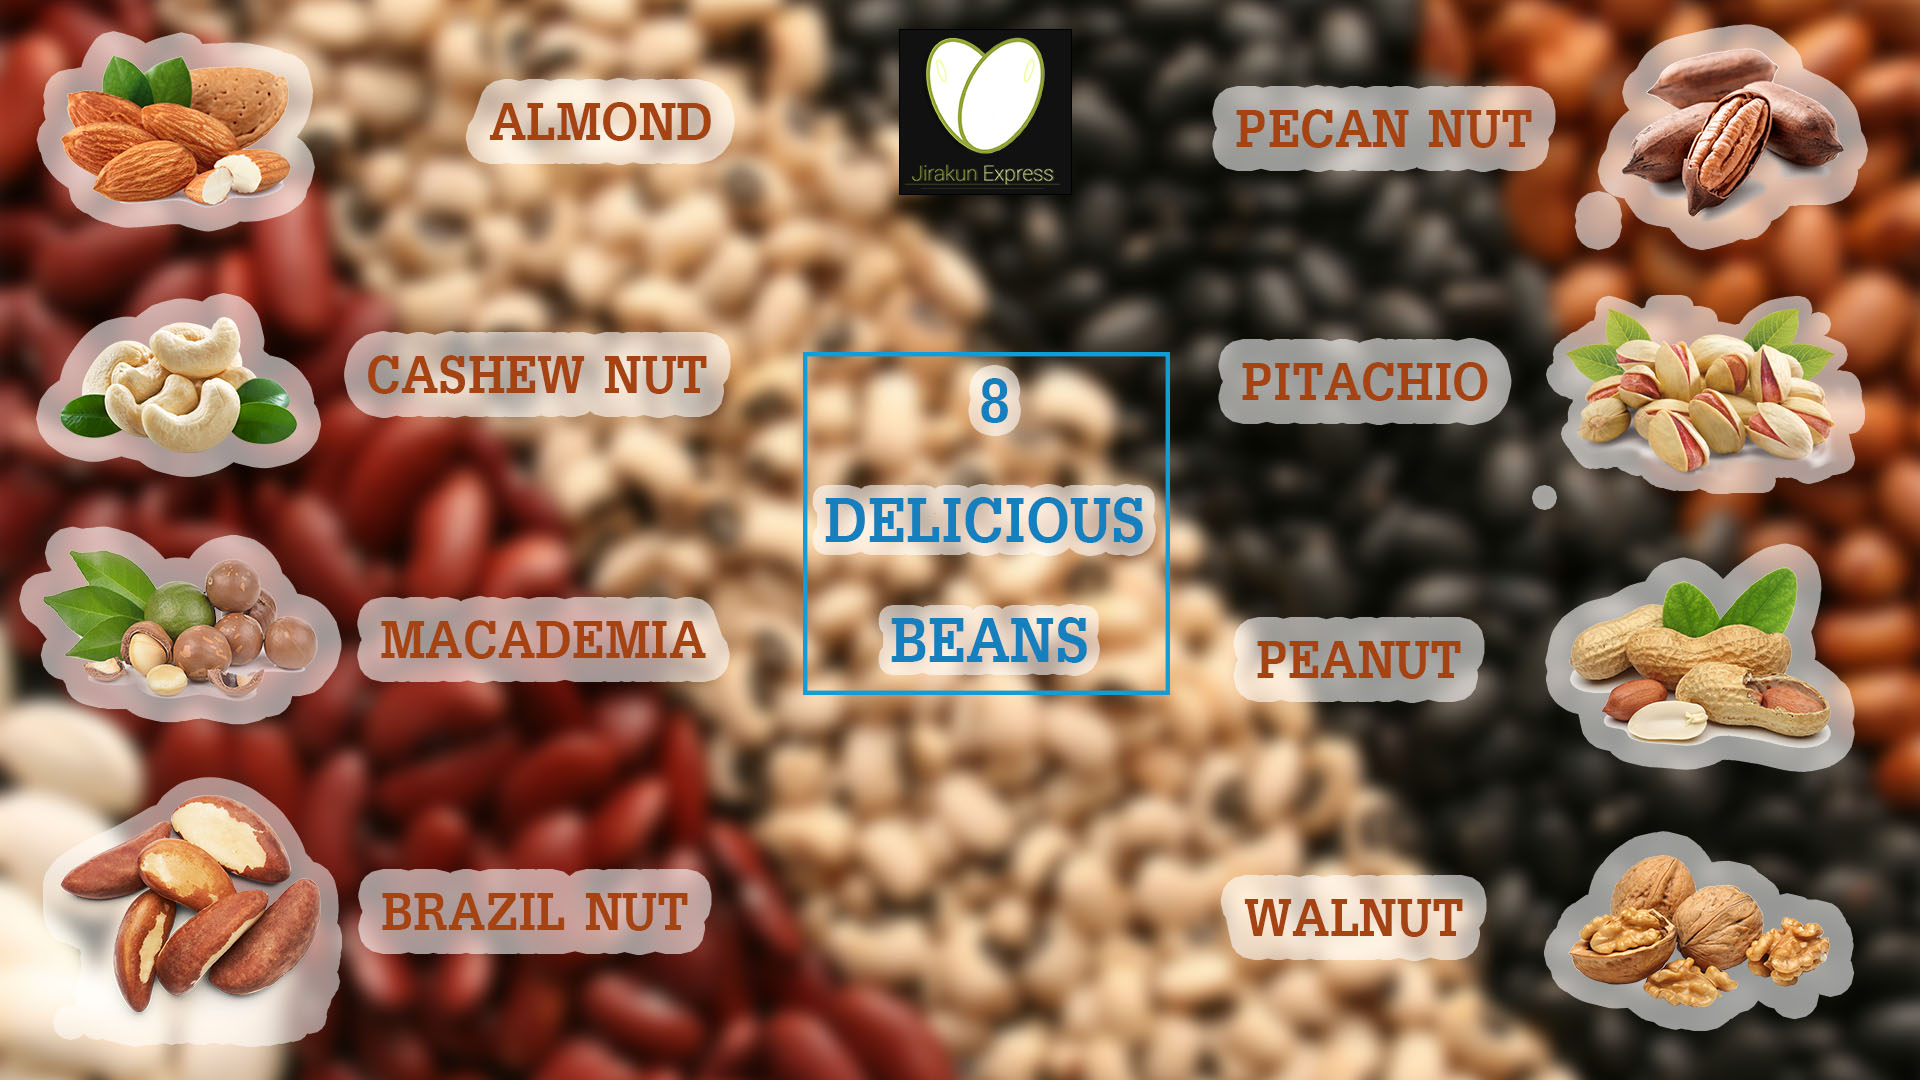 Jirakun Express
ALMOND
PECAN NUT
CASHEW NUT
PITACHIO
8
DELICIOUS
BEANS
MACADEMIA
PEANUT
BRAZIL NUT
WALNUT